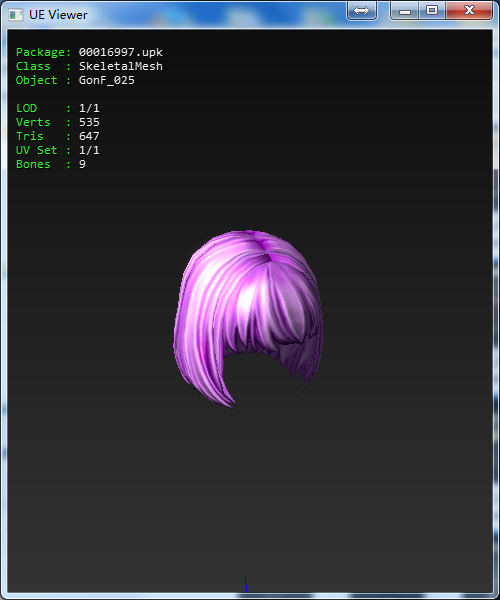 UE Viewer
Package: 00016997.upk
Class : SkeletalMesh
Object : GonF_025
LOD : 1/1
Verts : 535
Tris : 647
UV Set : 1/1
Bones : 9